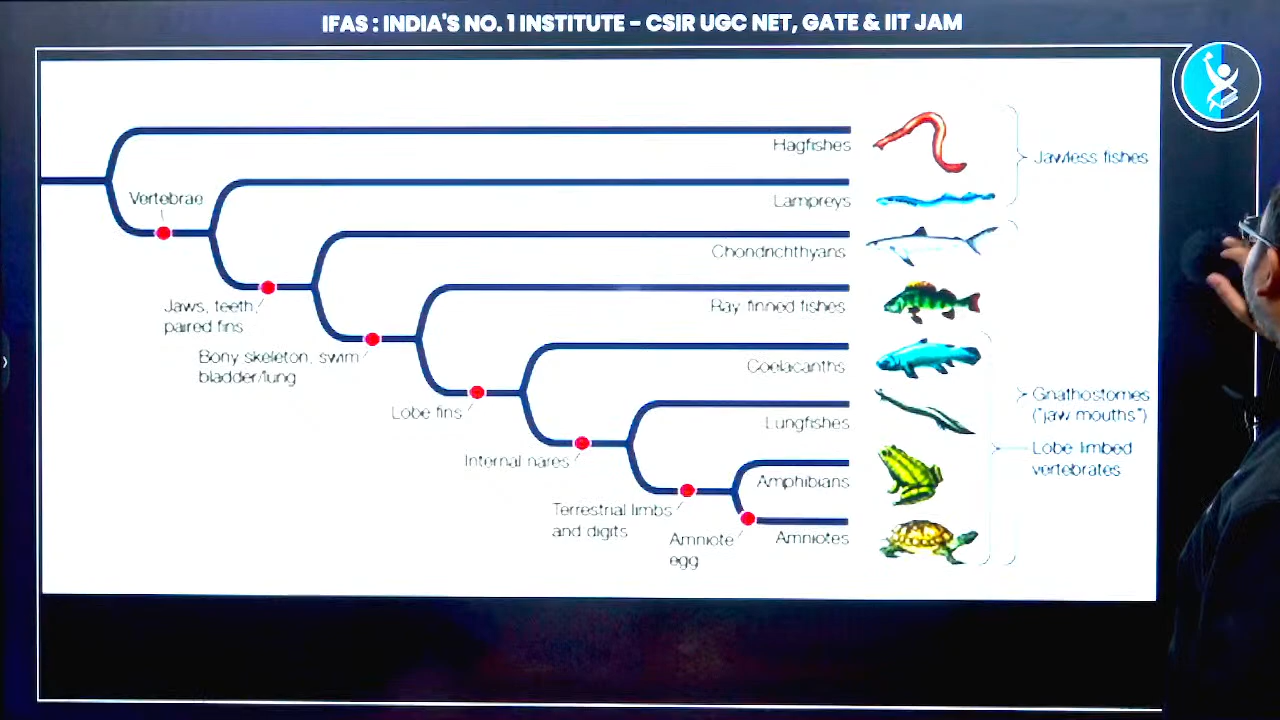 IFAS : INDIA'S NO. 1 INSTITUTE – CSIR UGC NET, GATE & IIT JAM
Hagfishes
Jawless fishes
Vertebrae
Lampreys
Chondrichthyans
Jaws, teeth,
paired fins
Ray finned fishes
Bony skeleton, swim
bladder/lung
Coelacanths
Gnathostomes
("jaw mouths")
Lobe fins
Lungfishes
Lobe limbed
vertebrates
Internal nares
Amphibians
Terrestrial limbs
and digits
Amniote
egg
Amniotes